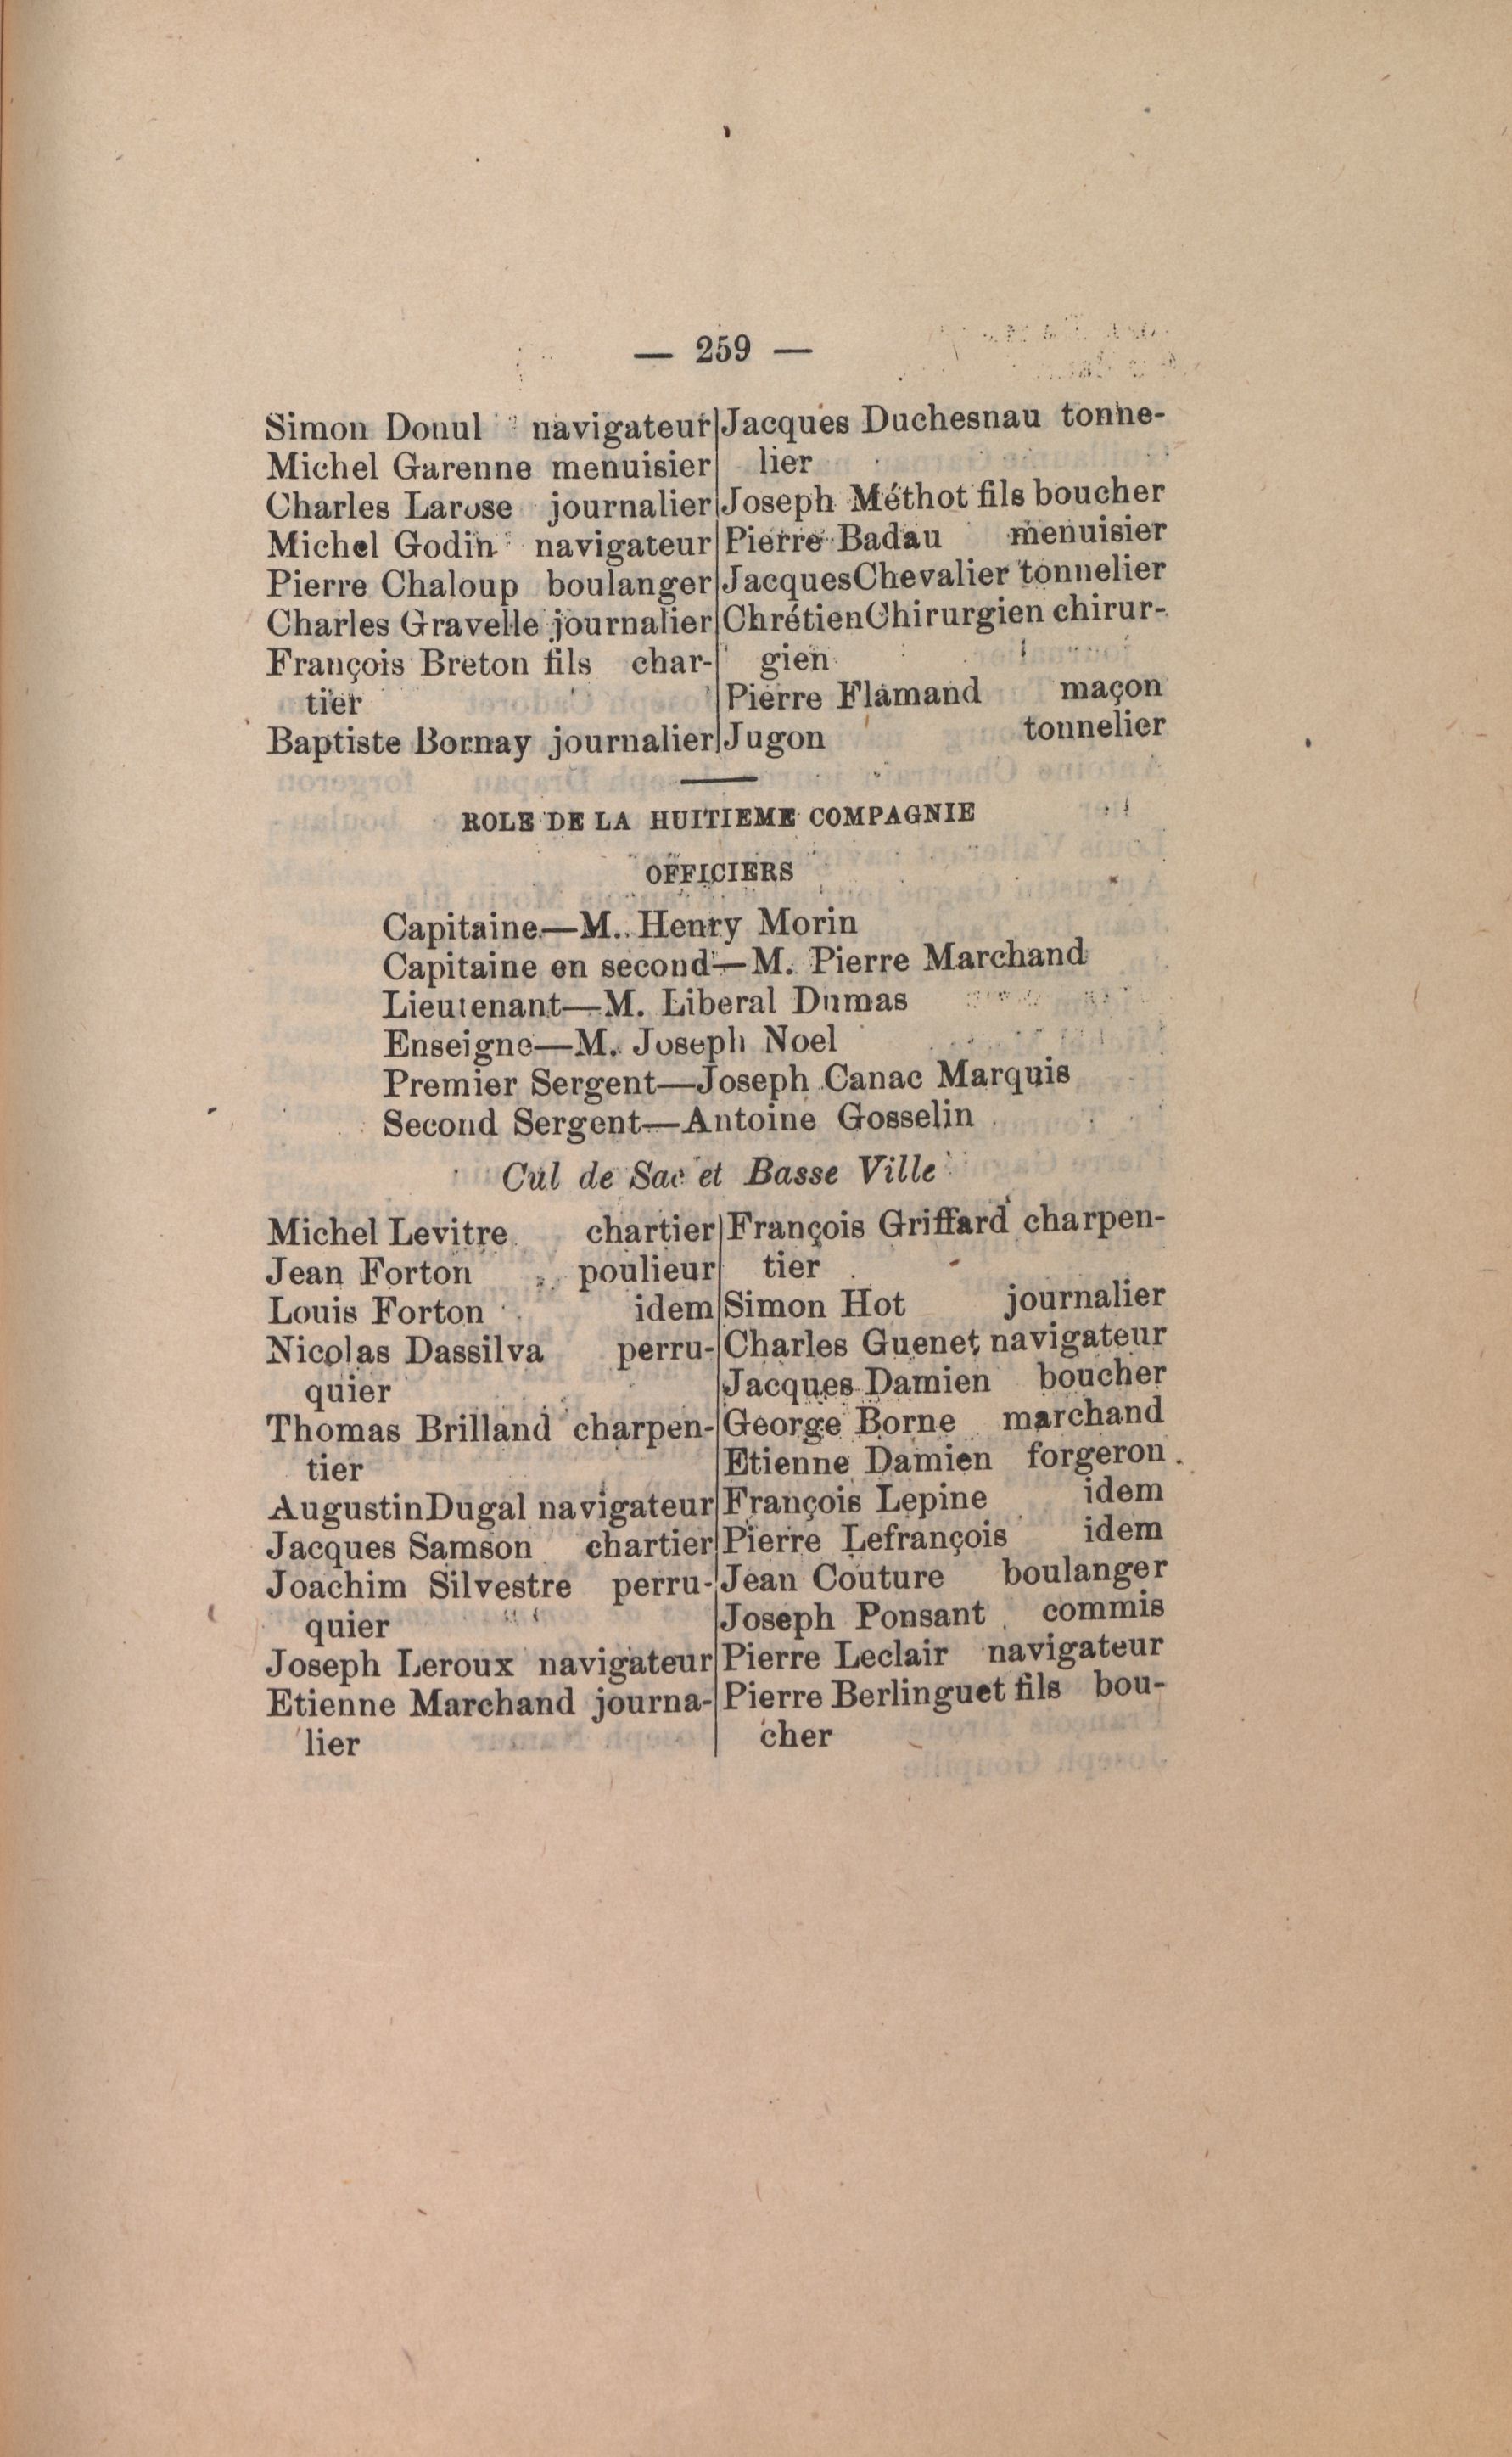 — 259 —
Simon Donul navigateur
Michel Garenne menuisier
Charles Larose journalier
Michel Godin navigateur
Pierre Chaloup boulanger
Charles Gravelle journalier
François Breton fils char-
tier
Baptiste Bornay journalier
Jacques Duchesnau tonne-
lier
Joseph Méthot fils boucher
Pierre Badau menuisier
Jacques Chevalier tonnelier
Chrétien Chirurgien chirur-
gien
Pierre Flamand maçon
Jugon tonnelier
ROLE DE LA HUITIEME COMPAGNIE
OFFICIERS
Capitaine—M. Henry Morin
Capitaine en second—M. Pierre Marchand
Lieutenant—M. Liberal Dumas
Enseigne—M. Joseph Noel
Premier Sergent—Joseph Canac Marquis
Second Sergent—Antoine Gosselin
Cul de Sac et Basse Ville
Michel Levitre chartier
Jean Forton poulieur
Louis Forton idem
Nicolas Dassilva perru-
quier
Thomas Brilland charpen-
tier
Augustin Dugal navigateur
Jacques Samson chartier
Joachim Silvestre perru-
quier
Joseph Leroux navigateur
Etienne Marchand journa-
lier
François Griffard charpen-
tier
Simon Hot journalier
Charles Guenet navigateur
Jacques Damien boucher
George Borne marchand
Etienne Damien forgeron
François Lepine idem
Pierre Lefrançois idem
Jean Couture boulanger
Joseph Ponsant commis
Pierre Leclair navigateur
Pierre Berlinguet fils bou-
cher